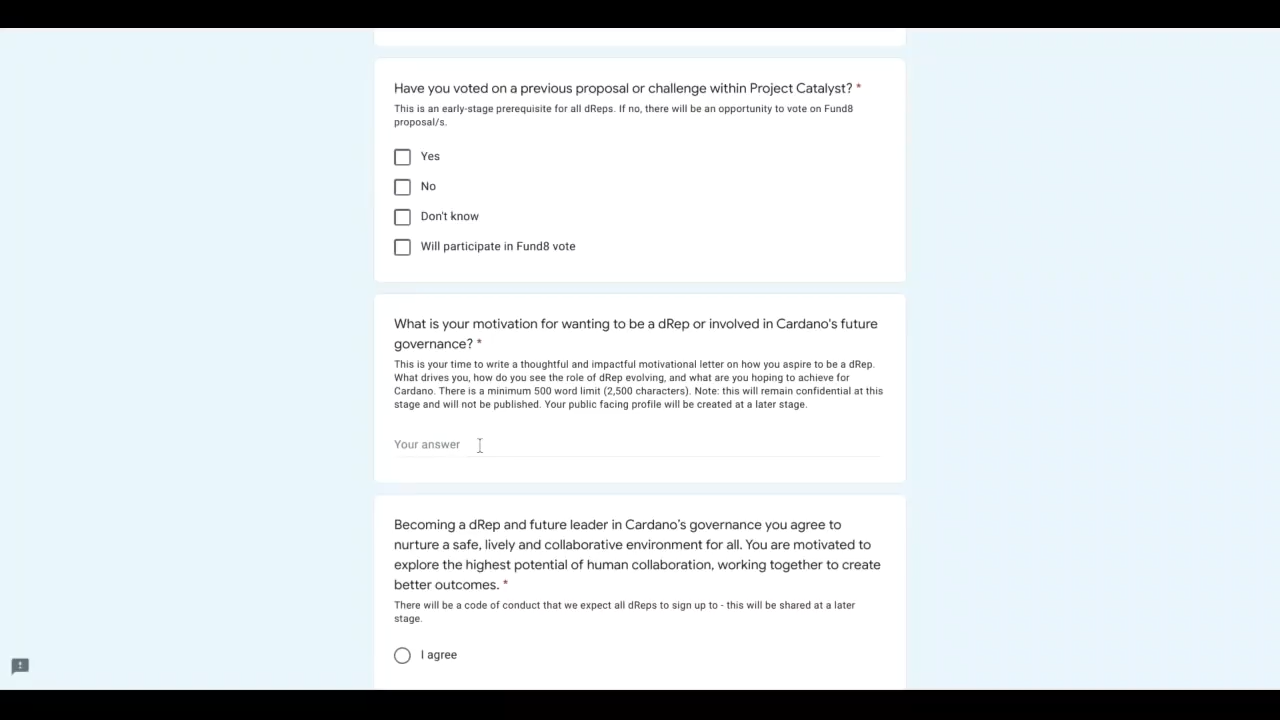 Have you voted on a previous proposal or challenge within Project Catalyst? *
This is an early-stage prerequisite for all dReps. If no, there will be an opportunity to vote on Fund8
proposal/s.
Yes
No
Don't know
Will participate in Fund8 vote
What is your motivation for wanting to be a dRep or involved in Cardano's future
governance? *
This is your time to write a thoughtful and impactful motivational letter on how you aspire to be a dRep.
What drives you, how do you see the role of dRep evolving, and what are you hoping to achieve for
Cardano. There is a minimum 500 word limit (2,500 characters). Note: this will remain confidential at this
stage and will not be published. Your public facing profile will be created at a later stage.
Your answer
Becoming a dRep and future leader in Cardano’s governance you agree to
nurture a safe, lively and collaborative environment for all. You are motivated to
explore the highest potential of human collaboration, working together to create
better outcomes. *
There will be a code of conduct that we expect all dReps to sign up to - this will be shared at a later
stage.
I agree